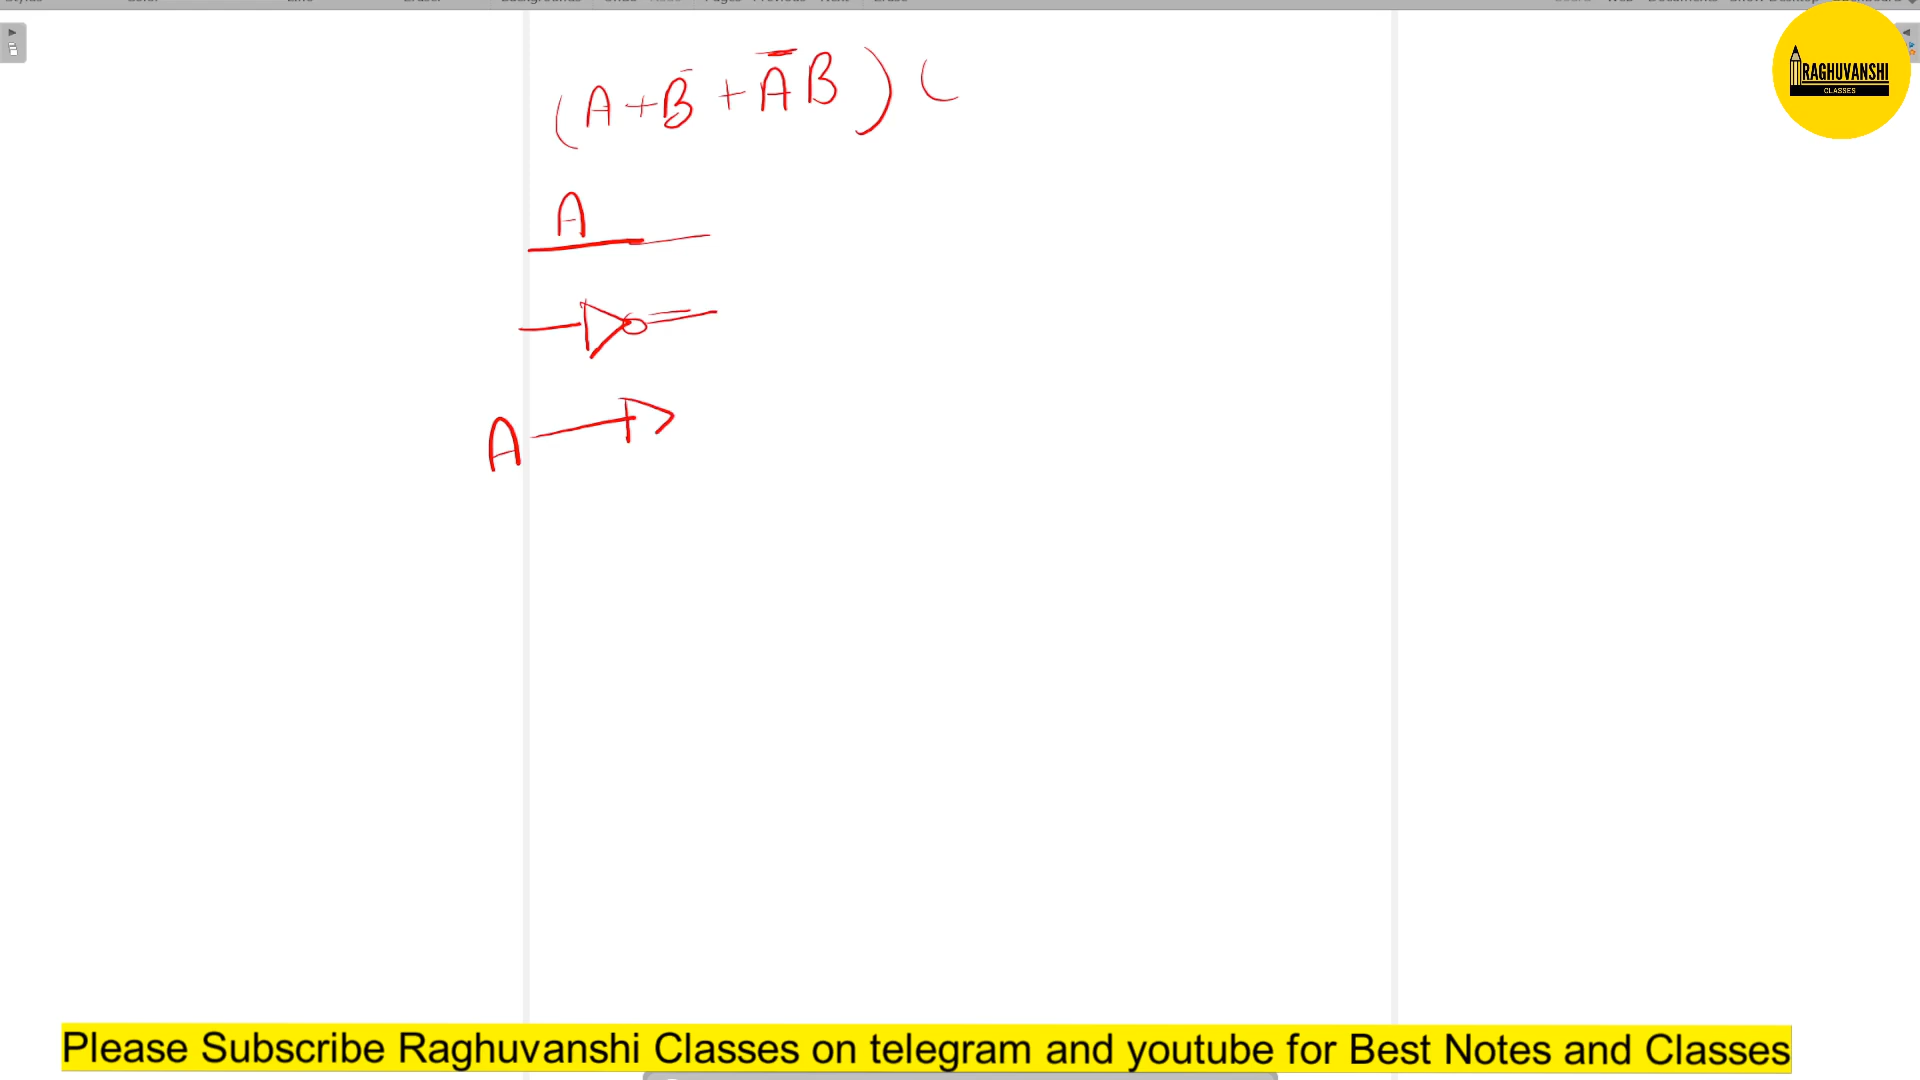 (A+B̄+ĀB)(
A
A
RAGHUVANSHI
CLASSES
Please Subscribe Raghuvanshi Classes on telegram and youtube for Best Notes and Classes